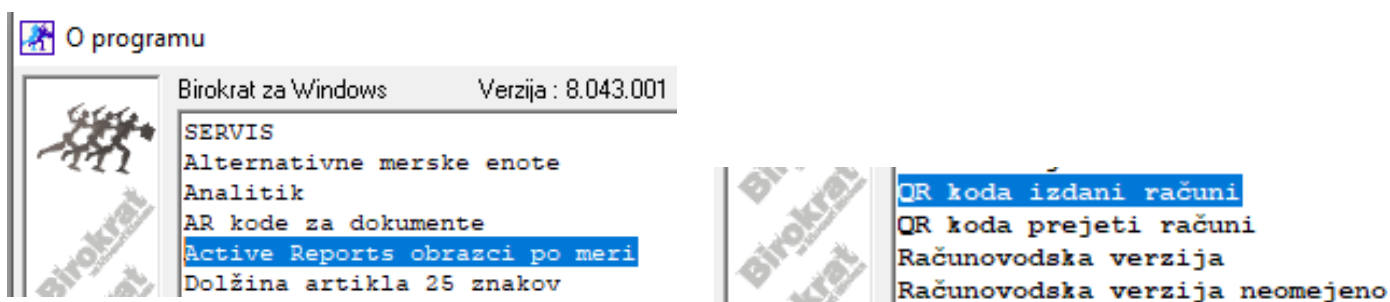 O programu
Birokrat za Windows Verzija : 8.043.001
SERVIS
Alternativne merske enote
Analitik
AR kode za dokumente
Active Reports obrazci po meri
Dolžina artikla 25 znakov
Birokrat
QR koda izdani računi
QR koda prejeti računi
Računovodska verzija
Računovodska verzija neomejeno
Birokrat